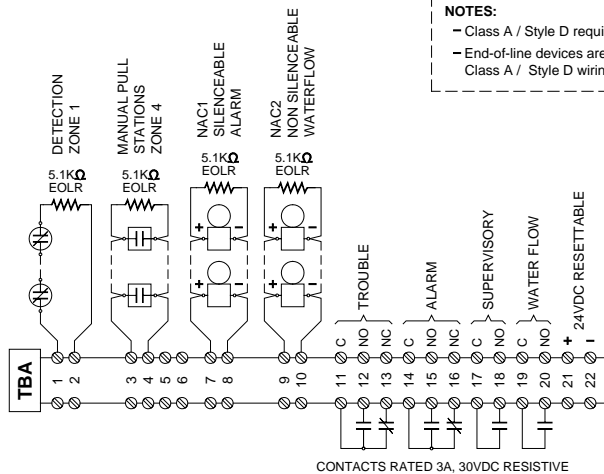 NOTES:
– Class A / Style D requi
– End-of-line devices are
Class A / Style D wirin
DETECTION
ZONE 1
MANUAL PULL
STATIONS
ZONE 4
NAC1
SILENCEABLE
ALARM
NAC2
NON SILENCEABLE
WATERFLOW
5.1KΩ
EOLR
5.1KΩ
EOLR
5.1KΩ
EOLR
5.1KΩ
EOLR
+ –
+ –
+ –
+ –
TROUBLE
ALARM
SUPERVISORY
WATER FLOW
24VDC RESETTABLE
C NO NC C NO NC C NO C NO + –
TBA
1 2 3 4 5 6 7 8 9 10 11 12 13 14 15 16 17 18 19 20 21 22
CONTACTS RATED 3A, 30VDC RESISTIVE